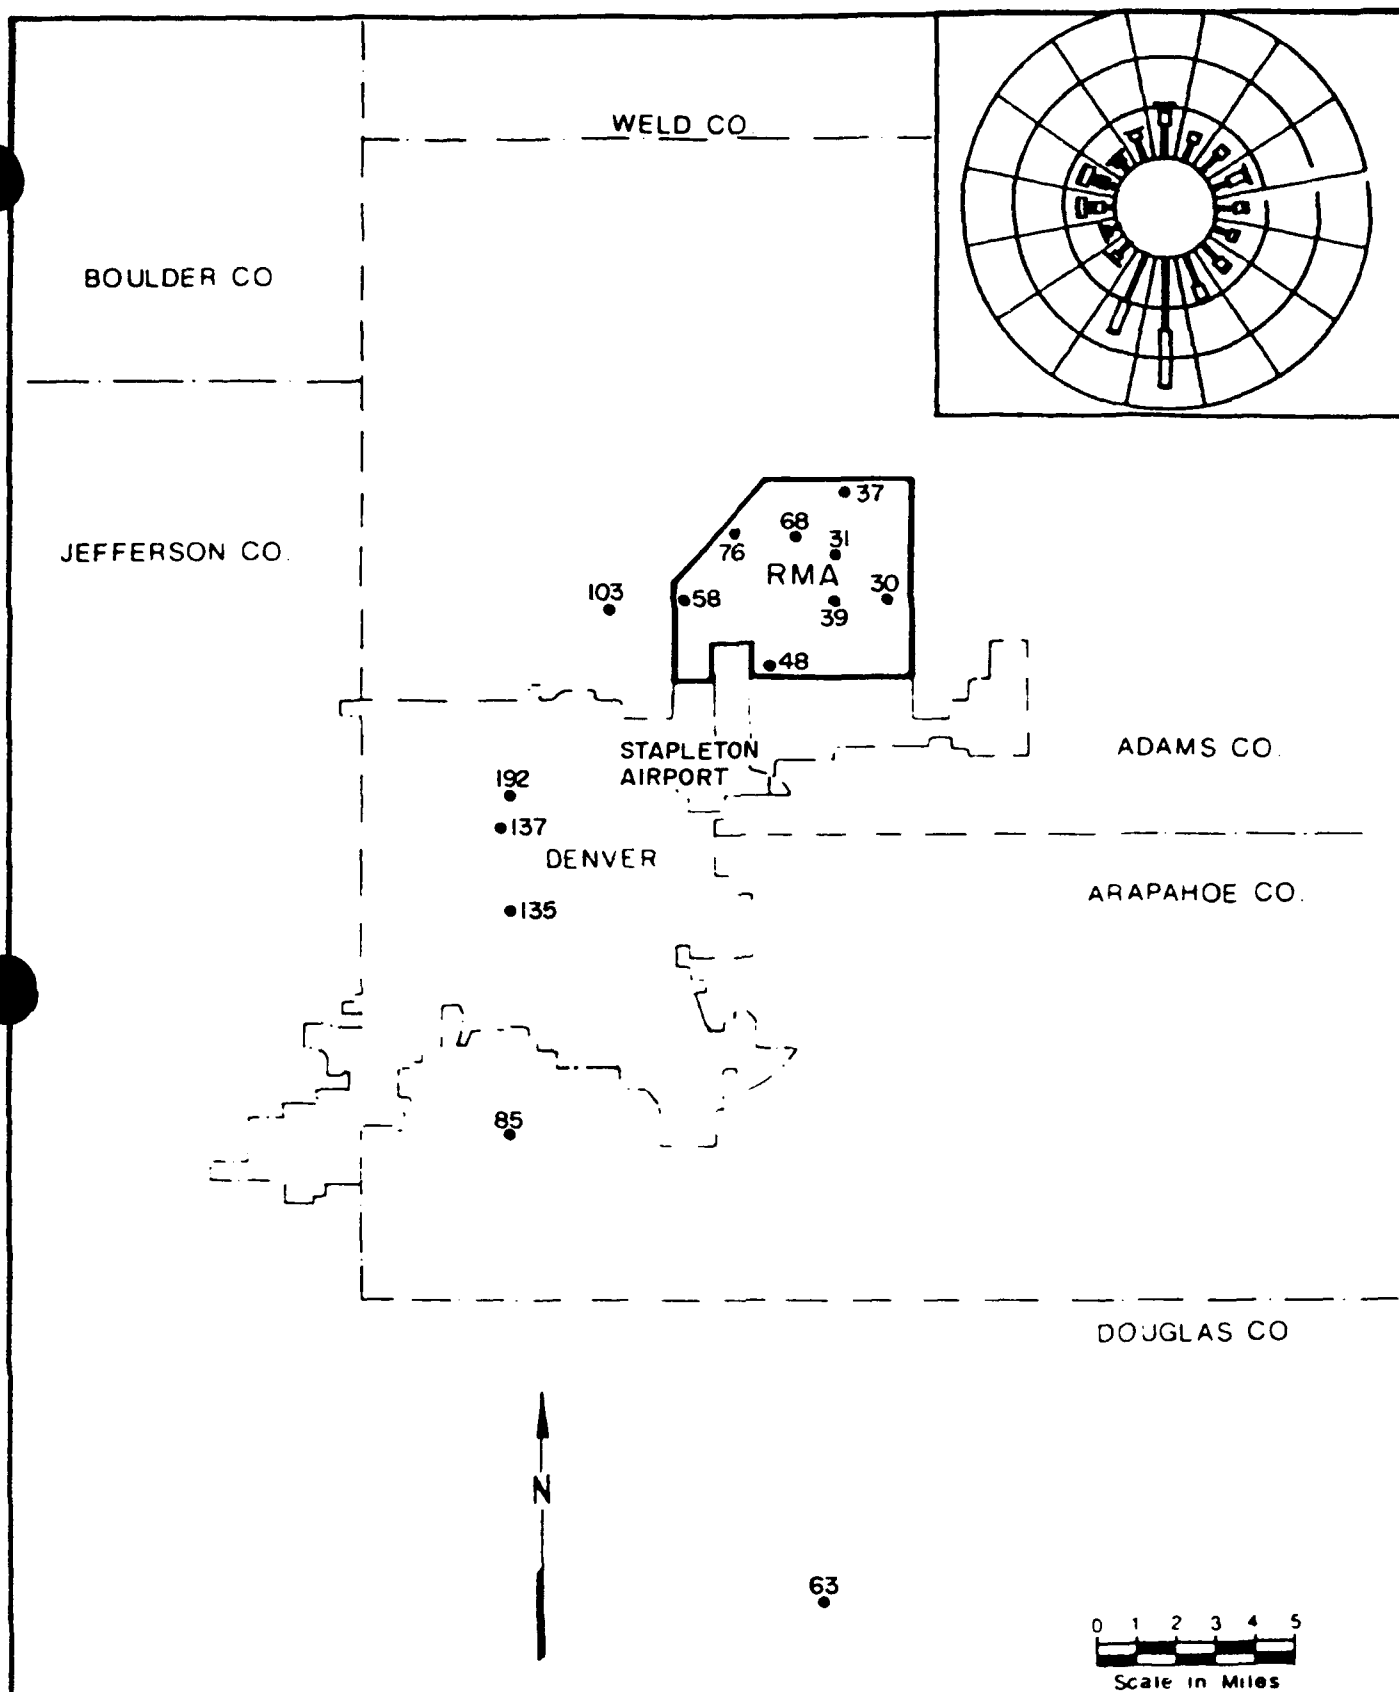 WELD CO
BOULDER CO
37
68
76
31
JEFFERSON CO.
RMA
30
103
58
39
48
STAPLETON
AIRPORT
ADAMS CO.
192
137
DENVER
ARAPAHOE CO.
135
85
DOUGLAS CO
N
63
0 1 2 3 4 5
Scale in Miles